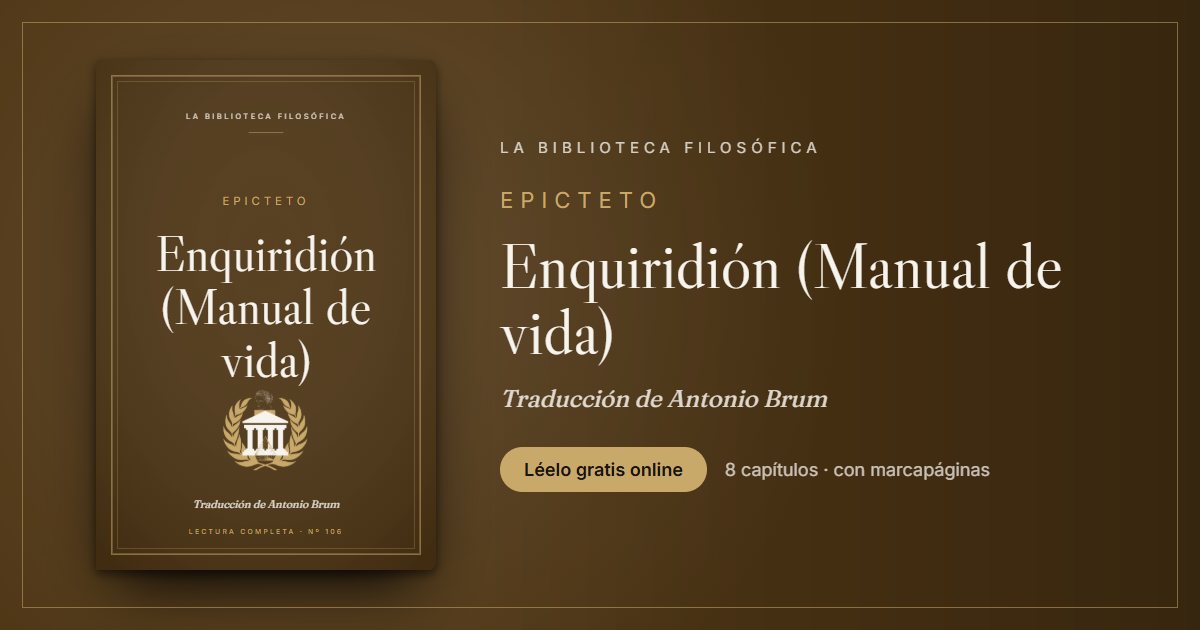 LA BIBLIOTECA FILOSÓFICA
EPICTETO
Enquiridión
(Manual de
vida)
Traducción de Antonio Brum
LECTURA COMPLETA · Nº 106
LA BIBLIOTECA FILOSÓFICA
EPICTETO
Enquiridión (Manual de
vida)
Traducción de Antonio Brum
Léelo gratis online
8 capítulos · con marcapáginas